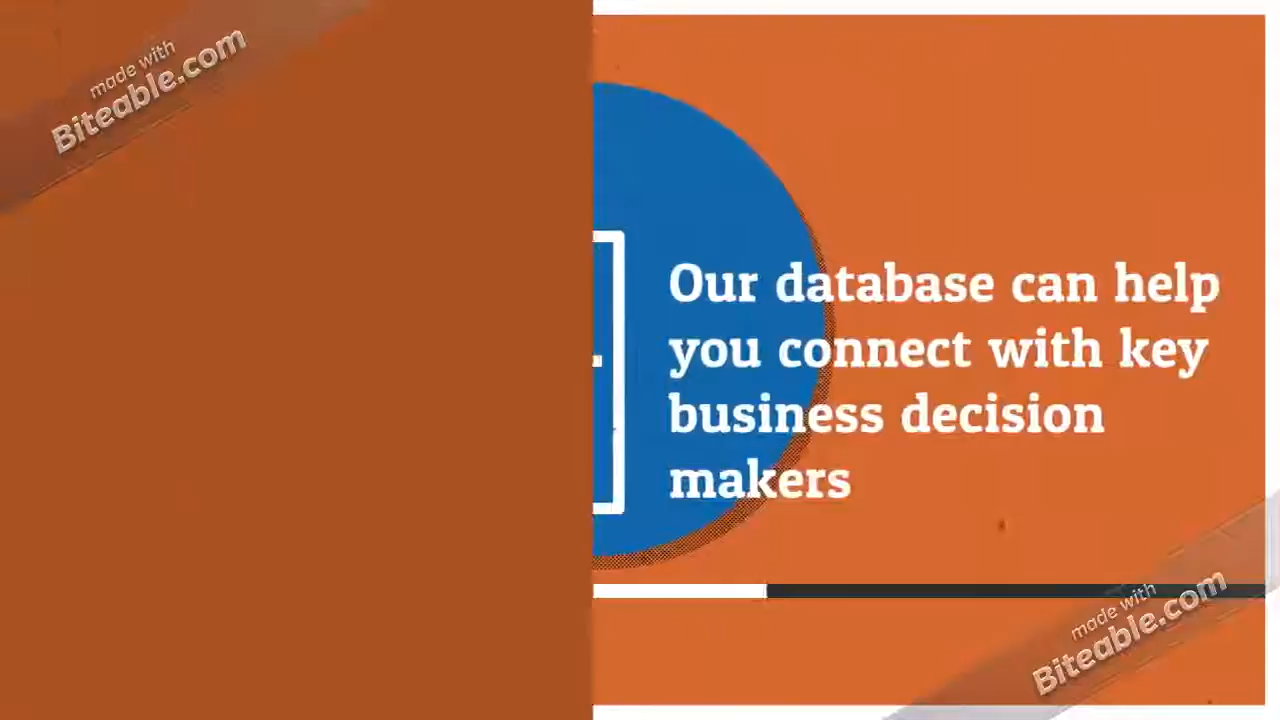 made with
Biteable.com
Our database can help
you connect with key
business decision
makers
made with
Biteable.com